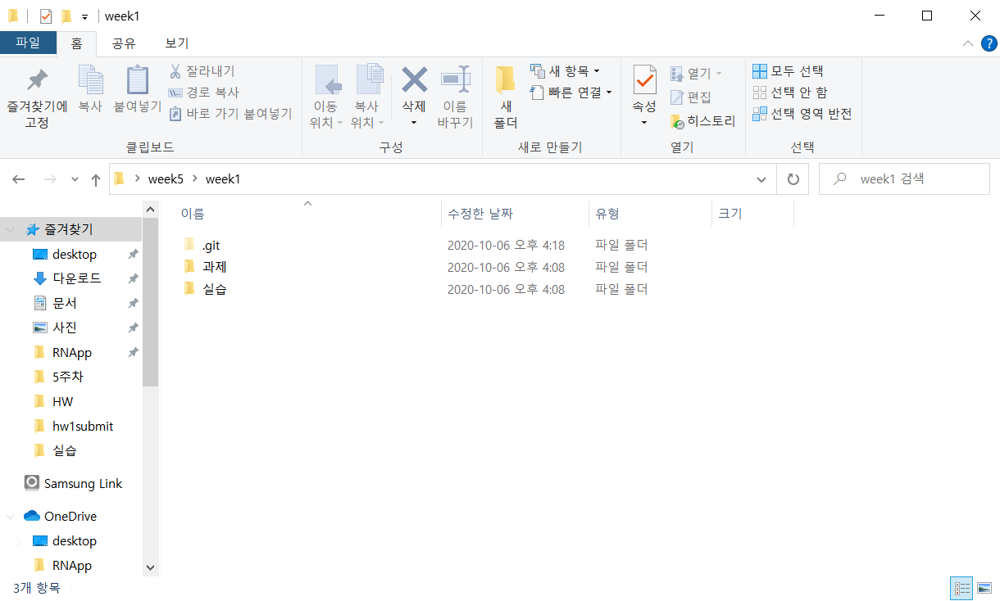 week1
파일 홈 공유 보기
즐겨찾기에 고정
복사
붙여넣기
잘라내기
경로 복사
바로 가기 붙여넣기
클립보드
이동 위치
복사 위치
삭제
이름 바꾸기
구성
새 폴더
새 항목
빠른 연결
새로 만들기
속성
열기
편집
히스토리
열기
모두 선택
선택 안 함
선택 영역 반전
선택
week5 week1
week1 검색
즐겨찾기
desktop
다운로드
문서
사진
RNApp
5주차
HW
hw1submit
실습
Samsung Link
OneDrive
desktop
RNApp
이름 수정한 날짜 유형 크기
.git 2020-10-06 오후 4:18 파일 폴더
과제 2020-10-06 오후 4:08 파일 폴더
실습 2020-10-06 오후 4:08 파일 폴더
3개 항목